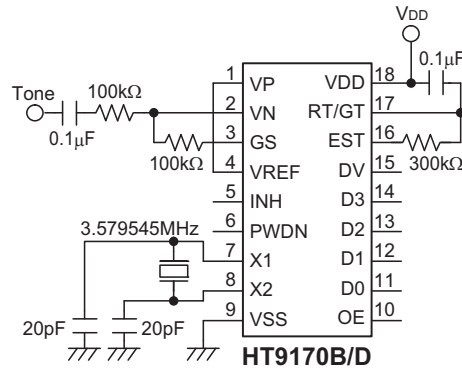 VDD
Tone
0.1μF
100kΩ
100kΩ
1 VP
2 VN
3 GS
4 VREF
5 INH
6 PWDN
7 X1
8 X2
9 VSS
VDD 18
RT/GT 17
EST 16
DV 15
D3 14
D2 13
D1 12
D0 11
OE 10
0.1μF
300kΩ
3.579545MHz
20pF
20pF
HT9170B/D